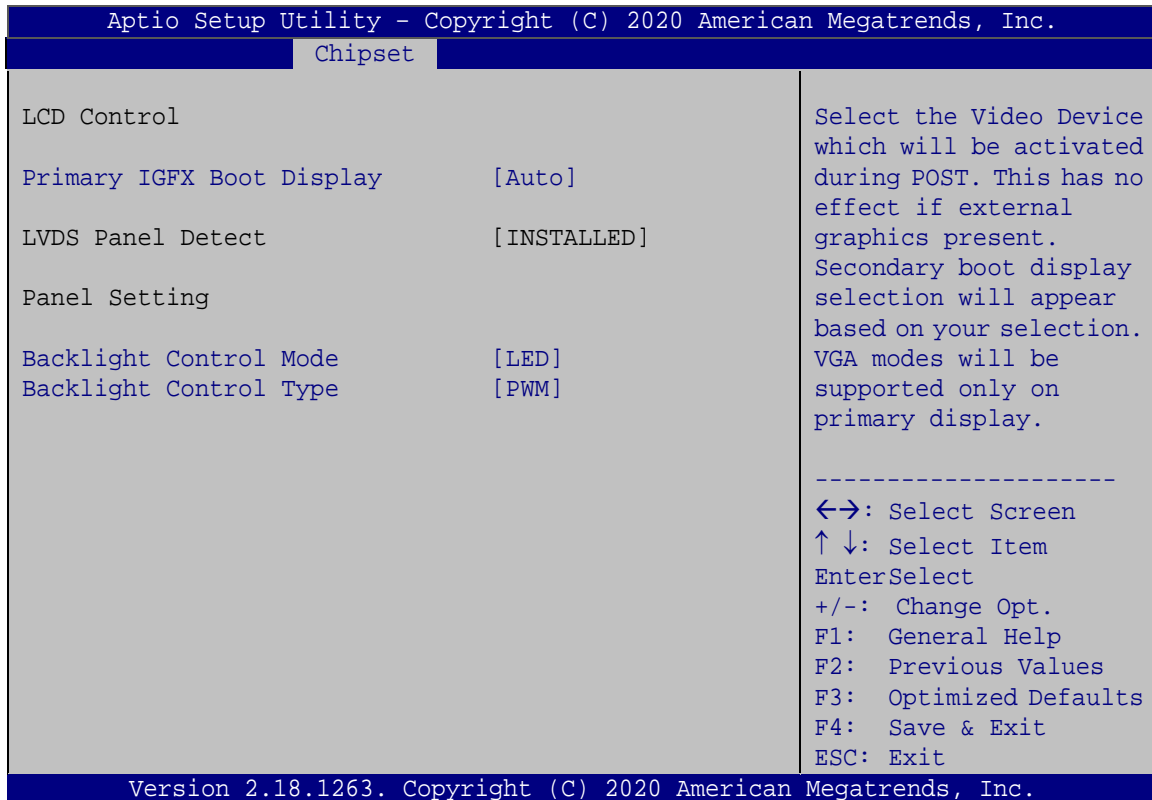 Aptio Setup Utility – Copyright (C) 2020 American Megatrends, Inc.
Chipset
LCD Control
Primary IGFX Boot Display [Auto]
LVDS Panel Detect [INSTALLED]
Panel Setting
Backlight Control Mode [LED]
Backlight Control Type [PWM]
Select the Video Device
which will be activated
during POST. This has no
effect if external
graphics present.
Secondary boot display
selection will appear
based on your selection.
VGA modes will be
supported only on
primary display.
---------------------
←→: Select Screen
↑ ↓: Select Item
EnterSelect
+/-: Change Opt.
F1: General Help
F2: Previous Values
F3: Optimized Defaults
F4: Save & Exit
ESC: Exit
Version 2.18.1263. Copyright (C) 2020 American Megatrends, Inc.